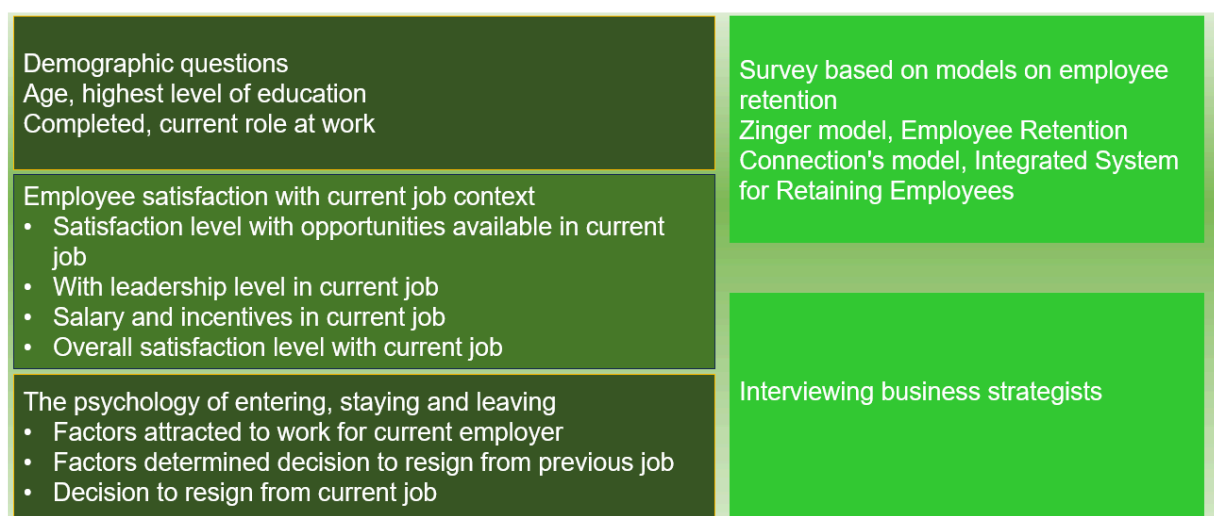 Demographic questions
Age, highest level of education
Completed, current role at work
Employee satisfaction with current job context
• Satisfaction level with opportunities available in current
job
• With leadership level in current job
• Salary and incentives in current job
• Overall satisfaction level with current job
The psychology of entering, staying and leaving
• Factors attracted to work for current employer
• Factors determined decision to resign from previous job
• Decision to resign from current job
Survey based on models on employee
retention
Zinger model, Employee Retention
Connection's model, Integrated System
for Retaining Employees
Interviewing business strategists